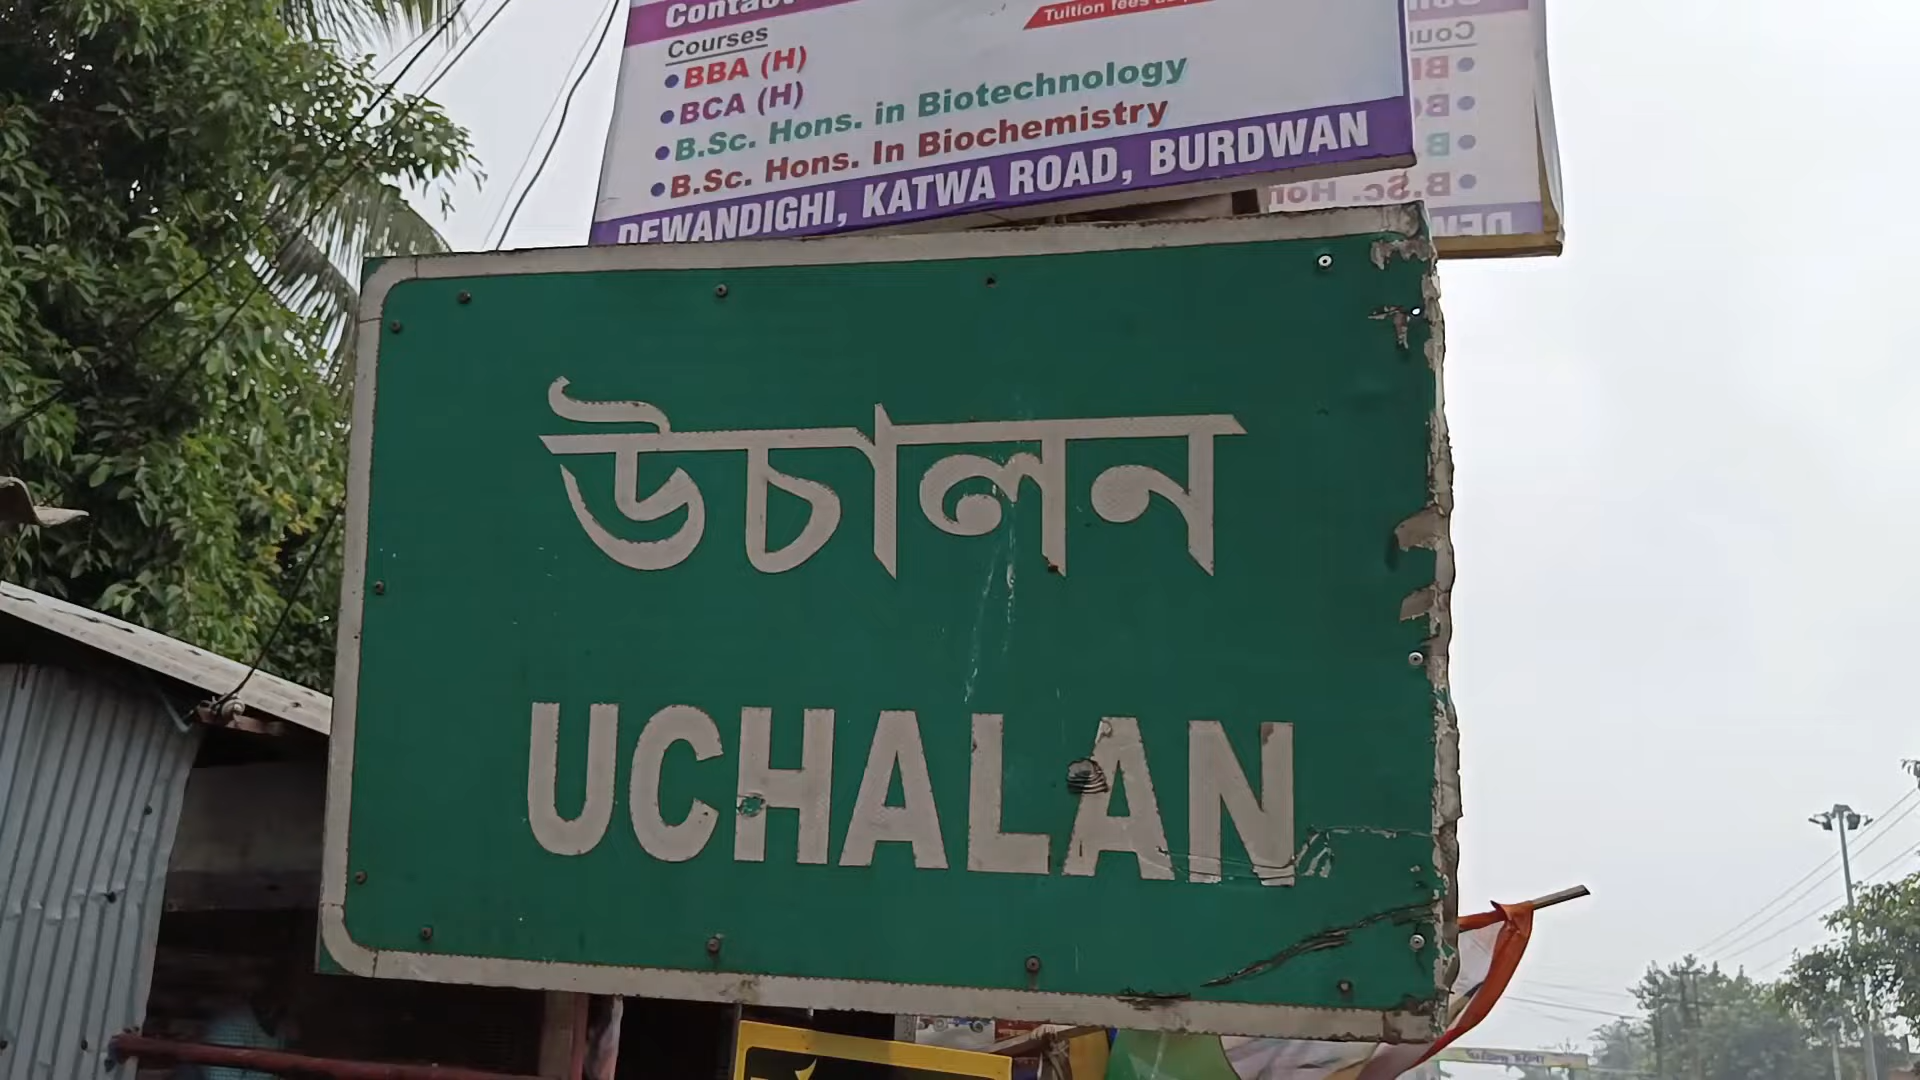 Contact
Tuition fees as
Courses
• BBA (H)
• BCA (H)
• B.Sc. Hons. in Biotechnology
• B.Sc. Hons. In Biochemistry
DEWANDIGHI, KATWA ROAD, BURDWAN
উচালন
UCHALAN